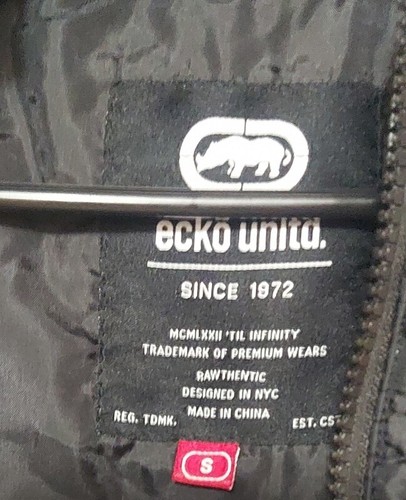 ecko unltd.
SINCE 1972
MCMLXXII 'TIL INFINITY
TRADEMARK OF PREMIUM WEARS
RAWTHENTIC
DESIGNED IN NYC
MADE IN CHINA
REG. TDMK.
EST. CST
S